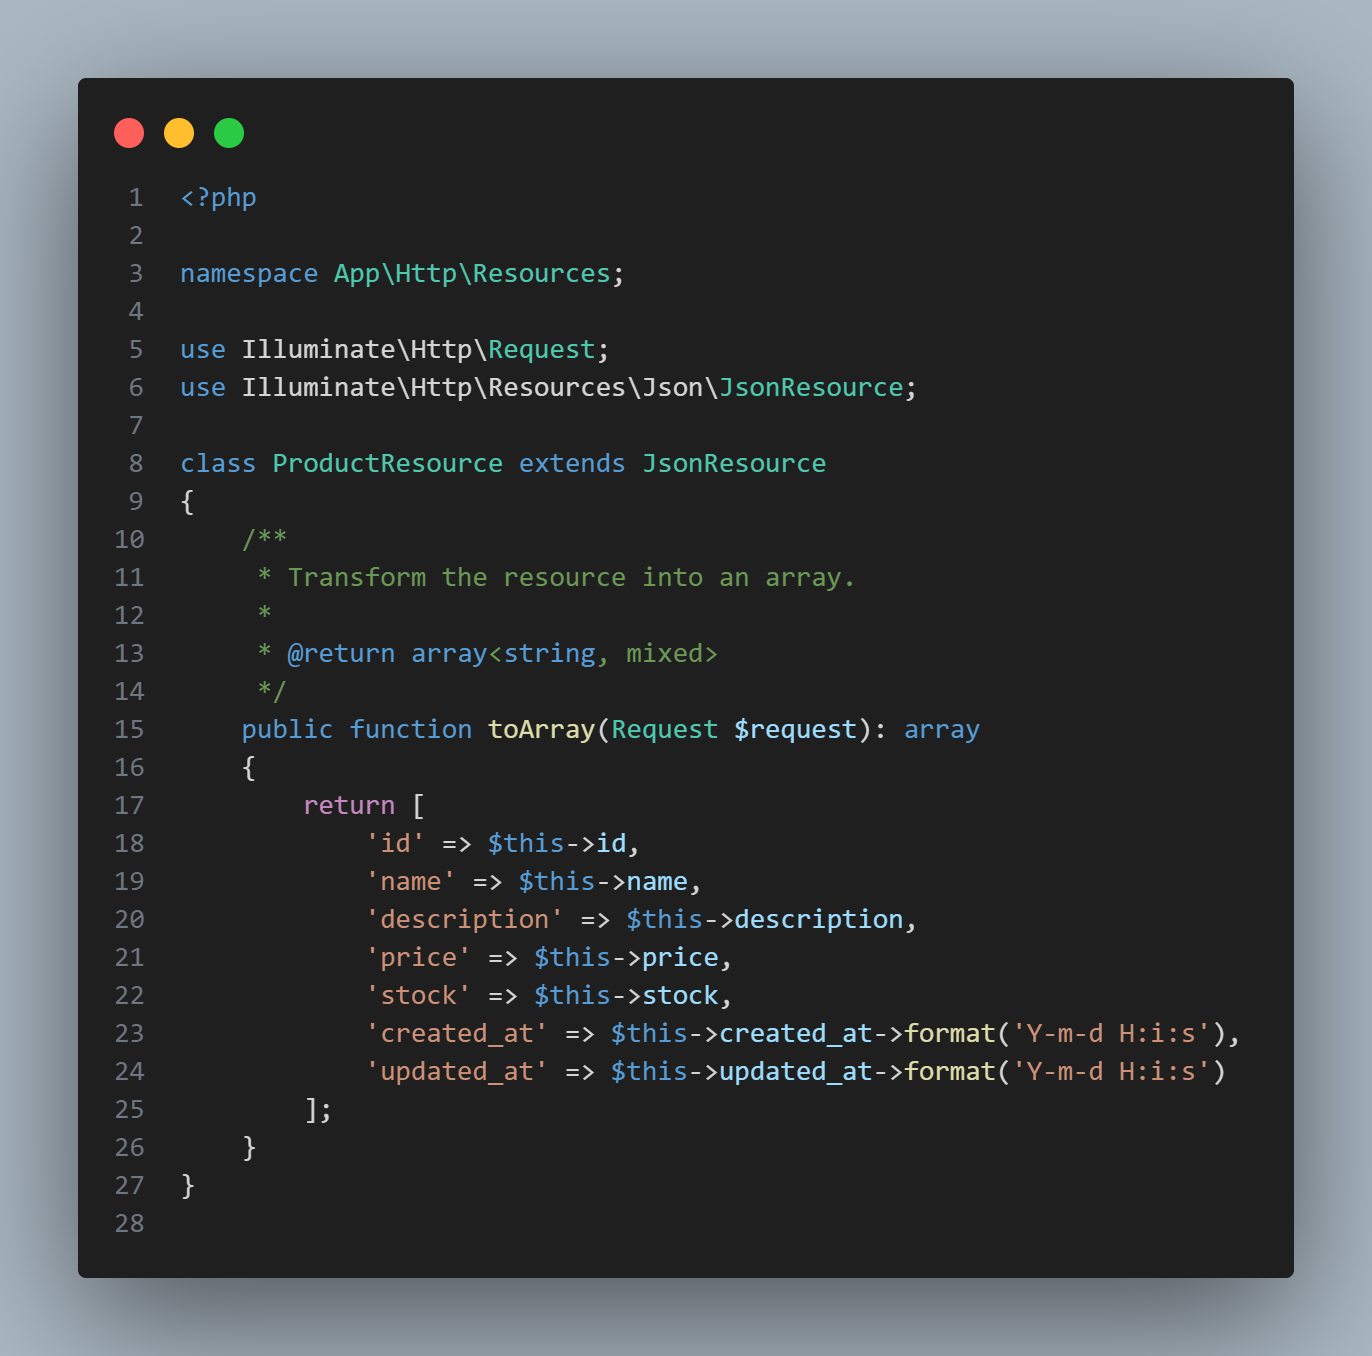 1 <?php
2
3 namespace App\Http\Resources;
4
5 use Illuminate\Http\Request;
6 use Illuminate\Http\Resources\Json\JsonResource;
7
8 class ProductResource extends JsonResource
9 {
10     /**
11      * Transform the resource into an array.
12      *
13      * @return array<string, mixed>
14      */
15     public function toArray(Request $request): array
16     {
17         return [
18             'id' => $this->id,
19             'name' => $this->name,
20             'description' => $this->description,
21             'price' => $this->price,
22             'stock' => $this->stock,
23             'created_at' => $this->created_at->format('Y-m-d H:i:s'),
24             'updated_at' => $this->updated_at->format('Y-m-d H:i:s')
25         ];
26     }
27 }
28